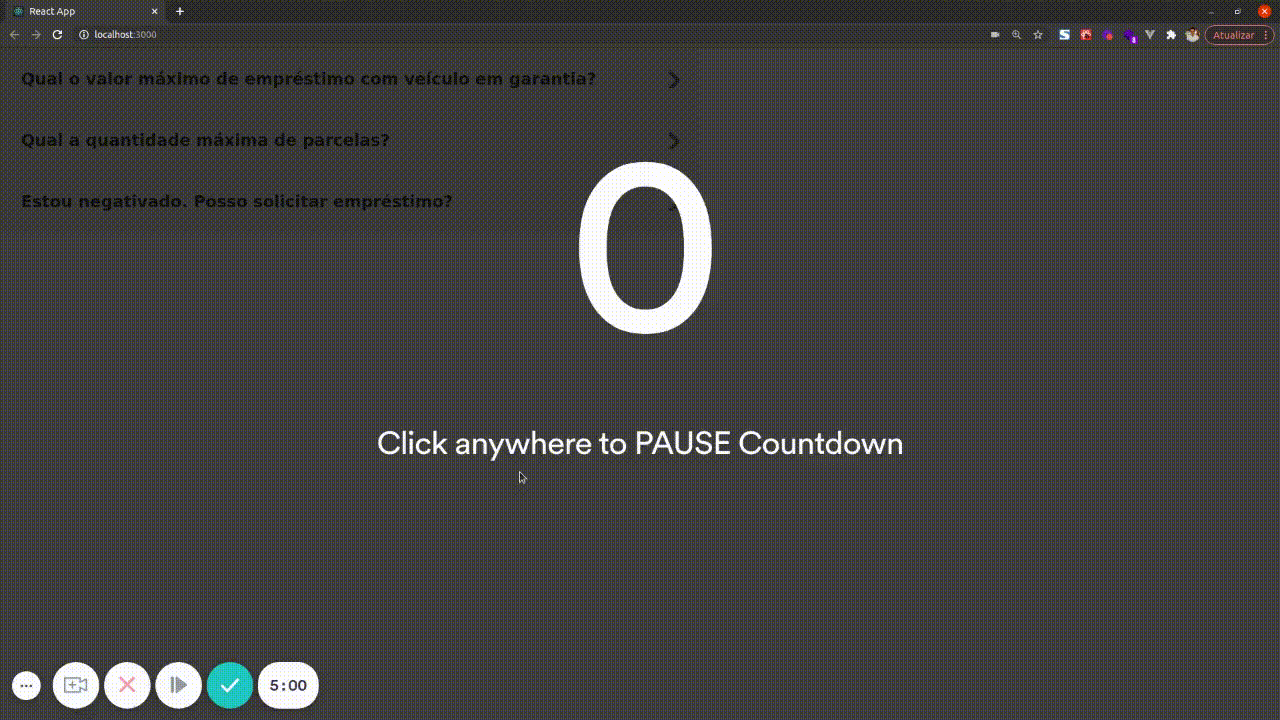 React App
localhost:3000
Atualizar
Qual o valor máximo de empréstimo com veículo em garantia?
Qual a quantidade máxima de parcelas?
Estou negativado. Posso solicitar empréstimo?
0
Click anywhere to PAUSE Countdown
5:00